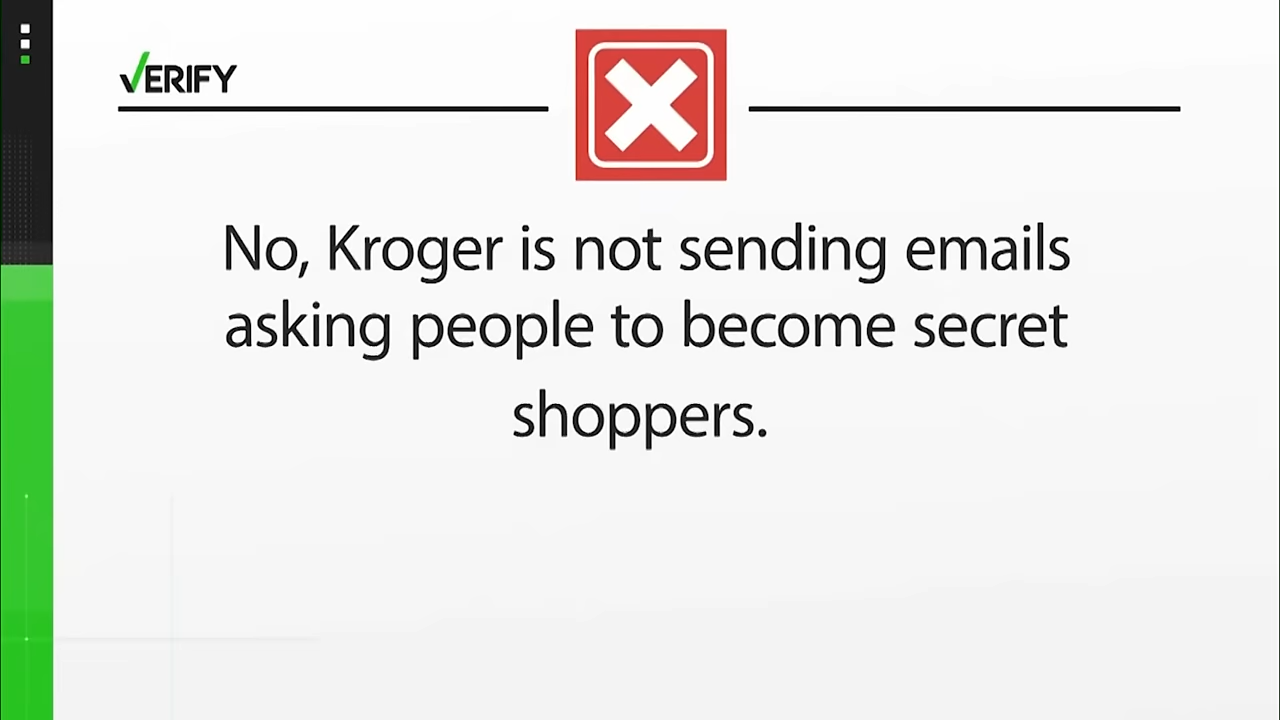 VERIFY
No, Kroger is not sending emails
asking people to become secret
shoppers.